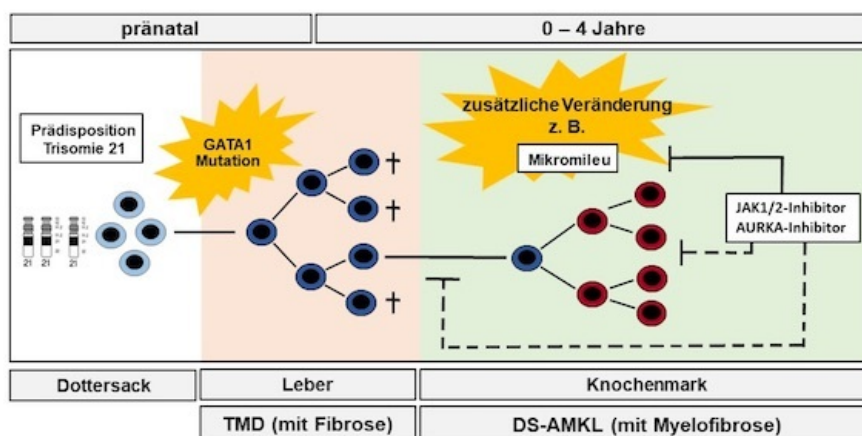 pränatal
0 – 4 Jahre
Prädisposition
Trisomie 21
GATA1
Mutation
zusätzliche Veränderung
z. B.
Mikromileu
JAK1/2-Inhibitor
AURKA-Inhibitor
21
21
21
Dottersack
Leber
Knochenmark
TMD (mit Fibrose)
DS-AMKL (mit Myelofibrose)